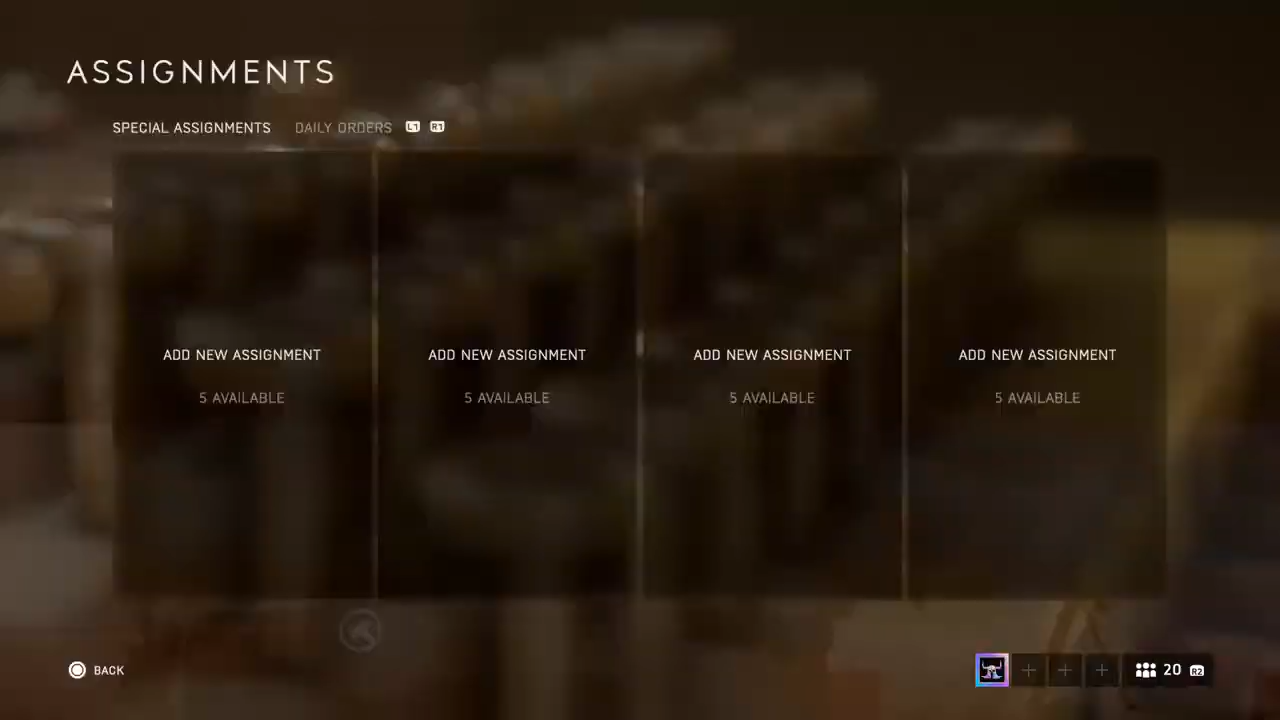 ASSIGNMENTS
SPECIAL ASSIGNMENTS DAILY ORDERS L1 R1
ADD NEW ASSIGNMENT ADD NEW ASSIGNMENT ADD NEW ASSIGNMENT ADD NEW ASSIGNMENT
5 AVAILABLE 5 AVAILABLE 5 AVAILABLE 5 AVAILABLE
BACK 20 R2